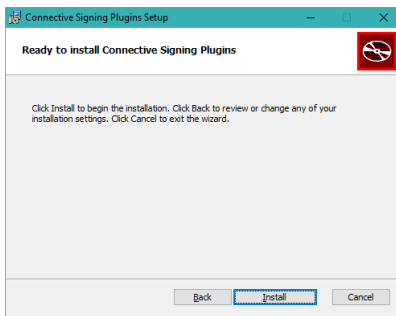 Connective Signing Plugins Setup
Ready to install Connective Signing Plugins
Click Install to begin the installation. Click Back to review or change any of your
installation settings. Click Cancel to exit the wizard.
Back Install Cancel